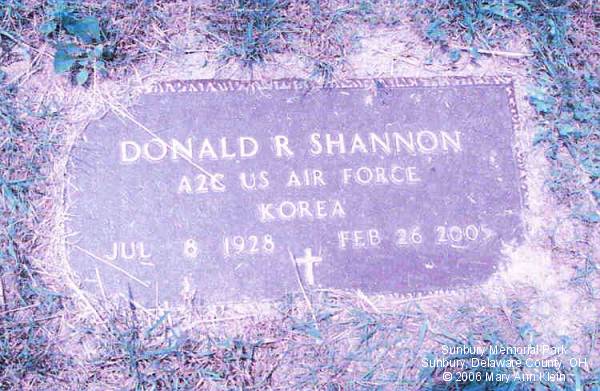 DONALD R SHANNON
A2C US AIR FORCE
KOREA
JUL 8 1928 FEB 26 2005
Sunbury Memorial Park
Sunbury, Delaware County, OH
© 2006 Mary Ann Kleih